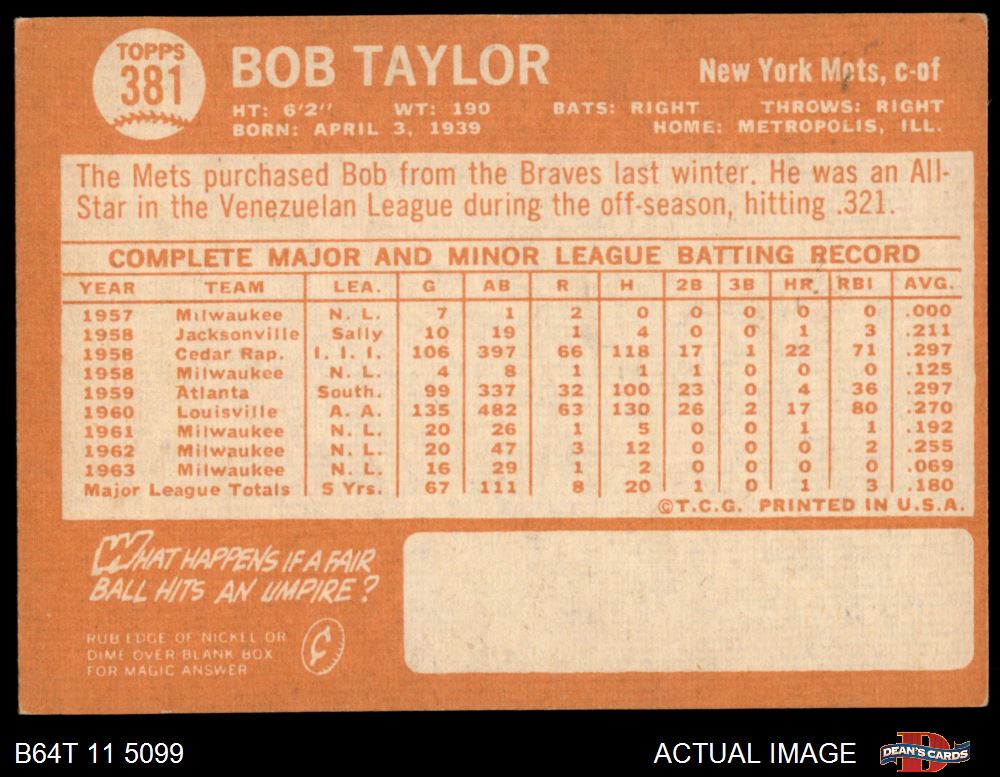 TOPPS
381
BOB TAYLOR
New York Mets, c-of
HT: 6'2" WT: 190 BATS: RIGHT THROWS: RIGHT
BORN: APRIL 3, 1939 HOME: METROPOLIS, ILL.
The Mets purchased Bob from the Braves last winter. He was an All-
Star in the Venezuelan League during the off-season, hitting .321.
COMPLETE MAJOR AND MINOR LEAGUE BATTING RECORD
YEAR TEAM LEA. G AB R H 2B 3B HR RBI AVG.
1957 Milwaukee N. L. 7 1 2 0 0 0 0 0 .000
1958 Jacksonville Sally 10 19 1 4 0 0 1 3 .211
1958 Cedar Rap. I. I. I. 106 397 66 118 17 1 22 71 .297
1958 Milwaukee N. L. 4 8 1 1 1 0 0 0 .125
1959 Atlanta South. 99 337 32 100 23 0 4 36 .297
1960 Louisville A. A. 135 482 63 130 26 2 17 80 .270
1961 Milwaukee N. L. 20 26 1 5 0 0 1 1 .192
1962 Milwaukee N. L. 20 47 3 12 0 0 0 2 .255
1963 Milwaukee N. L. 16 29 1 2 0 0 0 0 .069
Major League Totals 5 Yrs. 67 111 8 20 1 0 1 3 .180
©T.C.G. PRINTED IN U.S.A.
WHAT HAPPENS IF A FAIR
BALL HITS AN UMPIRE?
RUB EDGE OF NICKEL OR
DIME OVER BLANK BOX
FOR MAGIC ANSWER
B64T 11 5099 ACTUAL IMAGE
DEAN'S CARDS